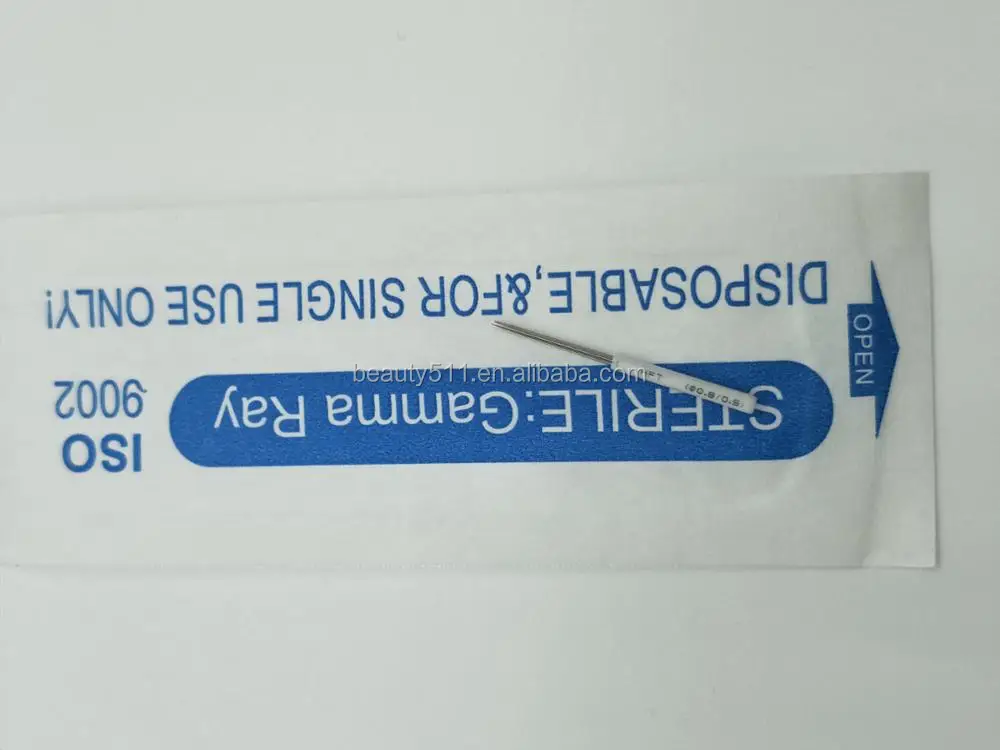 DISPOSABLE,&FOR SINGLE USE ONLY!
STERILE:Gamma Ray
ISO
9002
OPEN
beauty511.en.alibaba.com